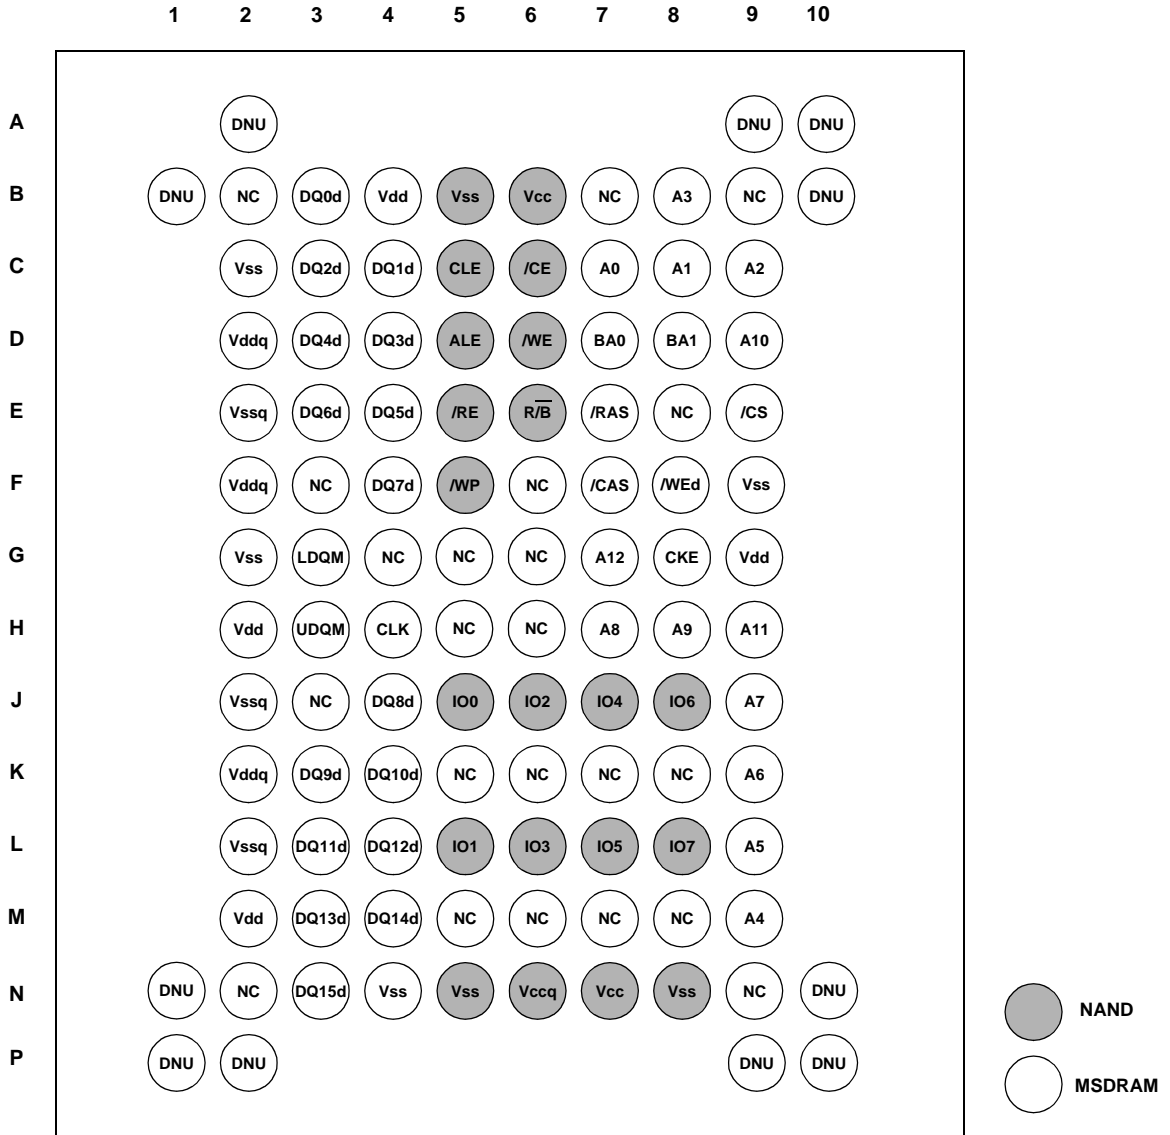 1 2 3 4 5 6 7 8 9 10
A DNU DNU DNU
B DNU NC DQ0d Vdd Vss Vcc NC A3 NC DNU
C Vss DQ2d DQ1d CLE /CE A0 A1 A2
D Vddq DQ4d DQ3d ALE /WE BA0 BA1 A10
E Vssq DQ6d DQ5d /RE R/B /RAS NC /CS
F Vddq NC DQ7d /WP NC /CAS /WEd Vss
G Vss LDQM NC NC NC A12 CKE Vdd
H Vdd UDQM CLK NC NC A8 A9 A11
J Vssq NC DQ8d IO0 IO2 IO4 IO6 A7
K Vddq DQ9d DQ10d NC NC NC NC A6
L Vssq DQ11d DQ12d IO1 IO3 IO5 IO7 A5
M Vdd DQ13d DQ14d NC NC NC NC A4
N DNU NC DQ15d Vss Vss Vccq Vcc Vss NC DNU
P DNU DNU DNU DNU
NAND
MSDRAM